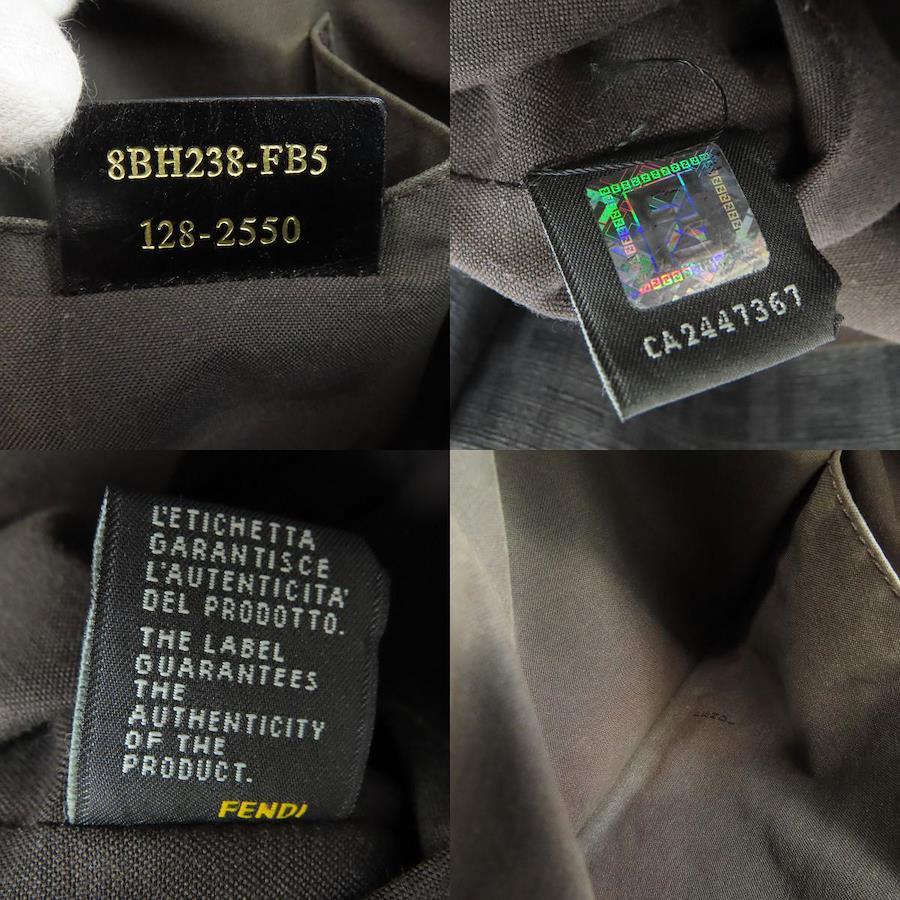 8BH238-FB5
128-2550
CA2447367
L'ETICHETTA
GARANTISCE
L'AUTENTICITA'
DEL PRODOTTO.
THE LABEL
GUARANTEES
THE
AUTHENTICITY
OF THE
PRODUCT.
FENDI